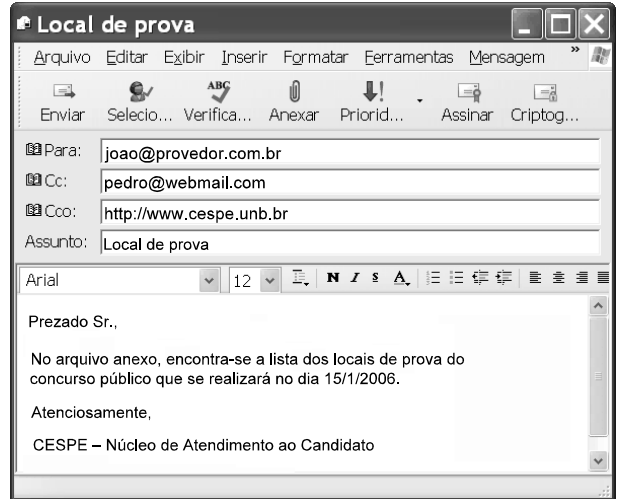 Local de prova
Arquivo Editar Exibir Inserir Formatar Ferramentas Mensagem »
Enviar Selecio... Verifica... Anexar Priorid... Assinar Criptog...
Para: joao@provedor.com.br
Cc: pedro@webmail.com
Cco: http://www.cespe.unb.br
Assunto: Local de prova
Arial 12 N I S A
Prezado Sr.,
No arquivo anexo, encontra-se a lista dos locais de prova do
concurso público que se realizará no dia 15/1/2006.
Atenciosamente,
CESPE – Núcleo de Atendimento ao Candidato